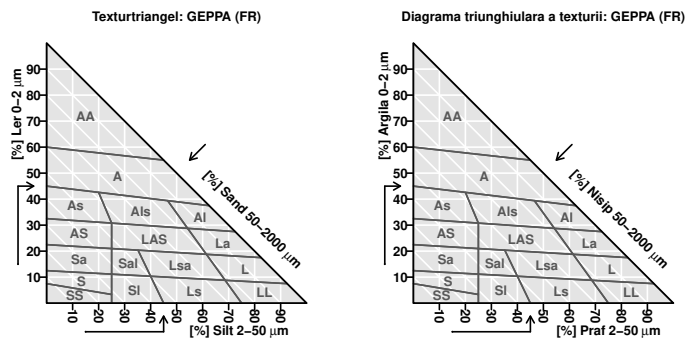 Texturtriangel: GEPPA (FR)
[%] Ler 0−2 µm
[%] Sand 50−2000 µm
[%] Silt 2−50 µm
90
80
70
60
50
40
30
20
10
10
20
30
40
50
60
70
80
90
AA
A
As
Als
Al
AS
LAS
La
Sa
Sal
Lsa
L
S
SS
Sl
Ls
LL
Diagrama triunghiulara a texturii: GEPPA (FR)
[%] Argila 0−2 µm
[%] Nisip 50−2000 µm
[%] Praf 2−50 µm
90
80
70
60
50
40
30
20
10
10
20
30
40
50
60
70
80
90
AA
A
As
Als
Al
AS
LAS
La
Sa
Sal
Lsa
L
S
SS
Sl
Ls
LL